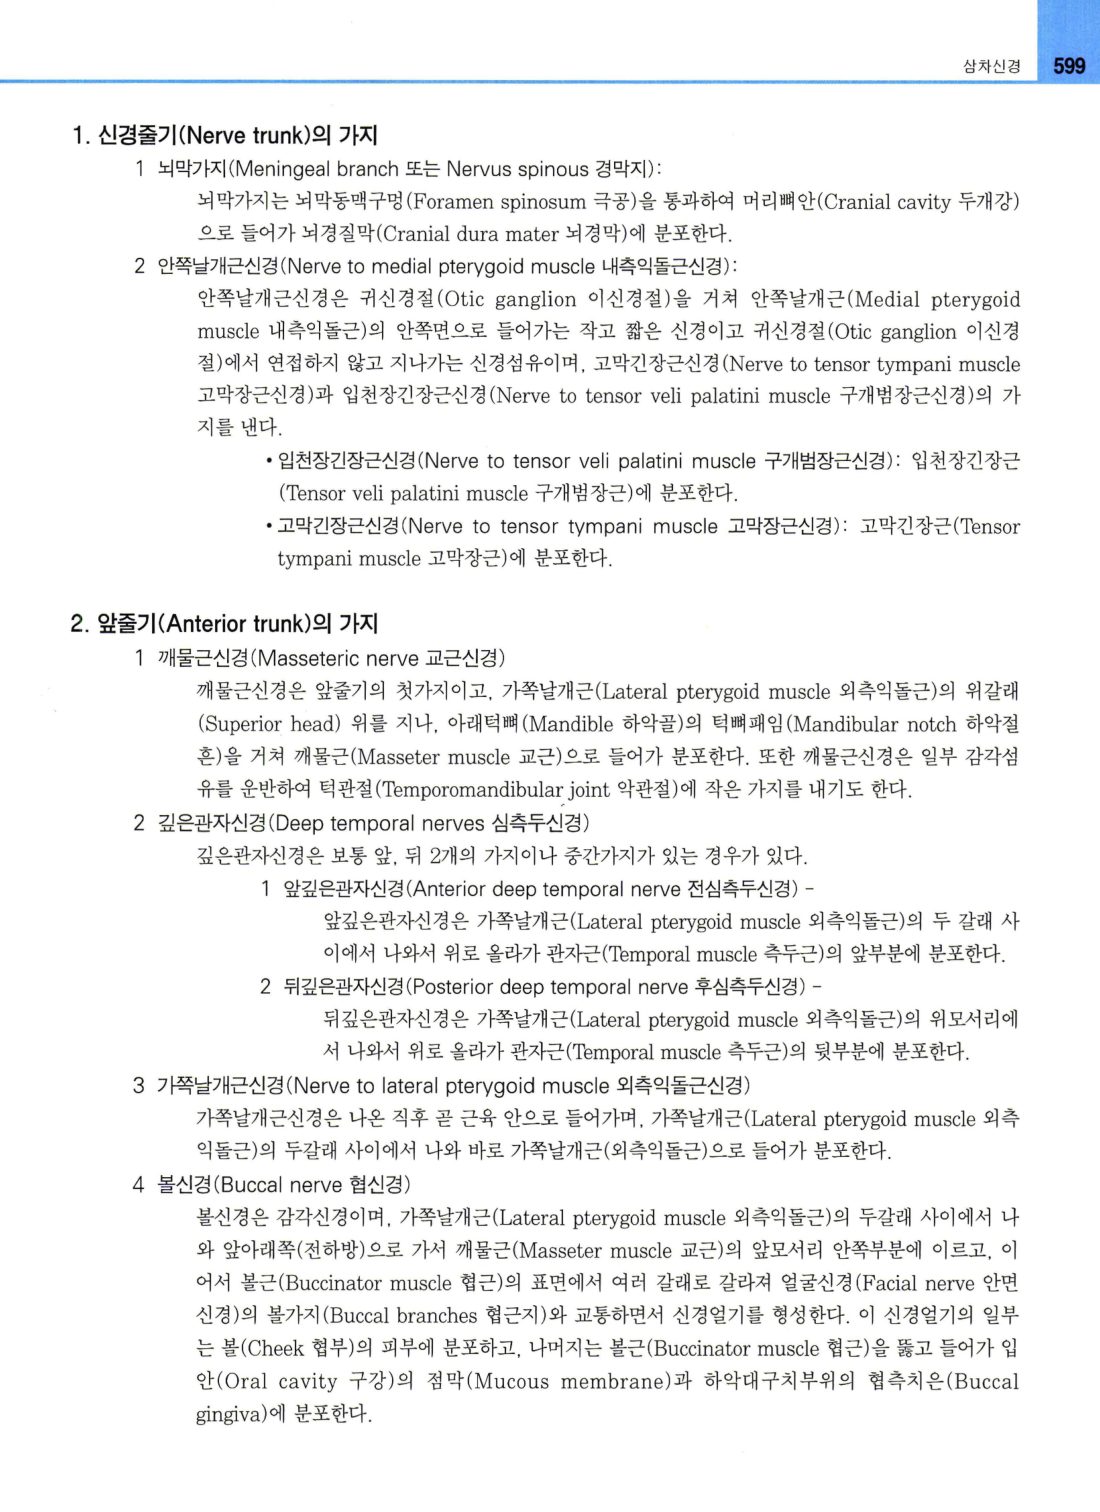 삼차신경 599
1. 신경줄기(Nerve trunk)의 가지
1 뇌막가지(Meningeal branch 또는 Nervus spinous 경막지):
뇌막가지는 뇌막동맥구멍(Foramen spinosum 극공)을 통과하여 머리뼈안(Cranial cavity 두개강)
으로 들어가 뇌경질막(Cranial dura mater 뇌경막)에 분포한다.
2 안쪽날개근신경(Nerve to medial pterygoid muscle 내측익돌근신경):
안쪽날개근신경은 귀신경절(Otic ganglion 이신경절)을 거쳐 안쪽날개근(Medial pterygoid
muscle 내측익돌근)의 안쪽면으로 들어가는 작고 짧은 신경이고 귀신경절(Otic ganglion 이신경
절)에서 연접하지 않고 지나가는 신경섬유이며, 고막긴장근신경(Nerve to tensor tympani muscle
고막장근신경)과 입천장긴장근신경(Nerve to tensor veli palatini muscle 구개범장근신경)의 가
지를 낸다.
• 입천장긴장근신경(Nerve to tensor veli palatini muscle 구개범장근신경): 입천장긴장근
(Tensor veli palatini muscle 구개범장근)에 분포한다.
• 고막긴장근신경(Nerve to tensor tympani muscle 고막장근신경): 고막긴장근(Tensor
tympani muscle 고막장근)에 분포한다.
2. 앞줄기(Anterior trunk)의 가지
1 깨물근신경(Masseteric nerve 교근신경)
깨물근신경은 앞줄기의 첫가지이고, 가쪽날개근(Lateral pterygoid muscle 외측익돌근)의 위갈래
(Superior head) 위를 지나, 아래턱뼈(Mandible 하악골)의 턱뼈패임(Mandibular notch 하악절
흔)을 거쳐 깨물근(Masseter muscle 교근)으로 들어가 분포한다. 또한 깨물근신경은 일부 감각섬
유를 운반하여 턱관절(Temporomandibular joint 악관절)에 작은 가지를 내기도 한다.
2 깊은관자신경(Deep temporal nerves 심측두신경)
깊은관자신경은 보통 앞, 뒤 2개의 가지이나 중간가지가 있는 경우가 있다.
1 앞깊은관자신경(Anterior deep temporal nerve 전심측두신경) –
앞깊은관자신경은 가쪽날개근(Lateral pterygoid muscle 외측익돌근)의 두 갈래 사
이에서 나와서 위로 올라가 관자근(Temporal muscle 측두근)의 앞부분에 분포한다.
2 뒤깊은관자신경(Posterior deep temporal nerve 후심측두신경) –
뒤깊은관자신경은 가쪽날개근(Lateral pterygoid muscle 외측익돌근)의 위모서리에
서 나와서 위로 올라가 관자근(Temporal muscle 측두근)의 뒷부분에 분포한다.
3 가쪽날개근신경(Nerve to lateral pterygoid muscle 외측익돌근신경)
가쪽날개근신경은 나온 직후 곧 근육 안으로 들어가며, 가쪽날개근(Lateral pterygoid muscle 외측
익돌근)의 두갈래 사이에서 나와 바로 가쪽날개근(외측익돌근)으로 들어가 분포한다.
4 볼신경(Buccal nerve 협신경)
볼신경은 감각신경이며, 가쪽날개근(Lateral pterygoid muscle 외측익돌근)의 두갈래 사이에서 나
와 앞아래쪽(전하방)으로 가서 깨물근(Masseter muscle 교근)의 앞모서리 안쪽부분에 이르고, 이
어서 볼근(Buccinator muscle 협근)의 표면에서 여러 갈래로 갈라져 얼굴신경(Facial nerve 안면
신경)의 볼가지(Buccal branches 협근지)와 교통하면서 신경얼기를 형성한다. 이 신경얼기의 일부
는 볼(Cheek 협부)의 피부에 분포하고, 나머지는 볼근(Buccinator muscle 협근)을 뚫고 들어가 입
안(Oral cavity 구강)의 점막(Mucous membrane)과 하악대구치부위의 협측치은(Buccal
gingiva)에 분포한다.